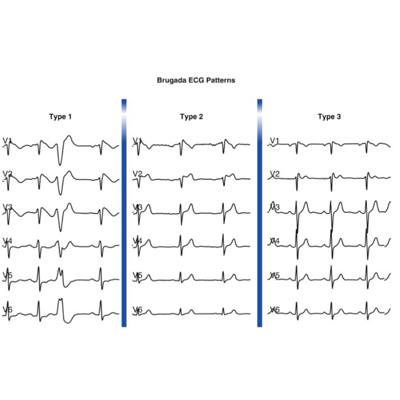 Brugada ECG Patterns
Type 1
Type 2
Type 3
V1
V1
V1
V2
V2
V2
V3
V3
V3
V4
V4
V4
V5
V5
V5
V6
V6
V6